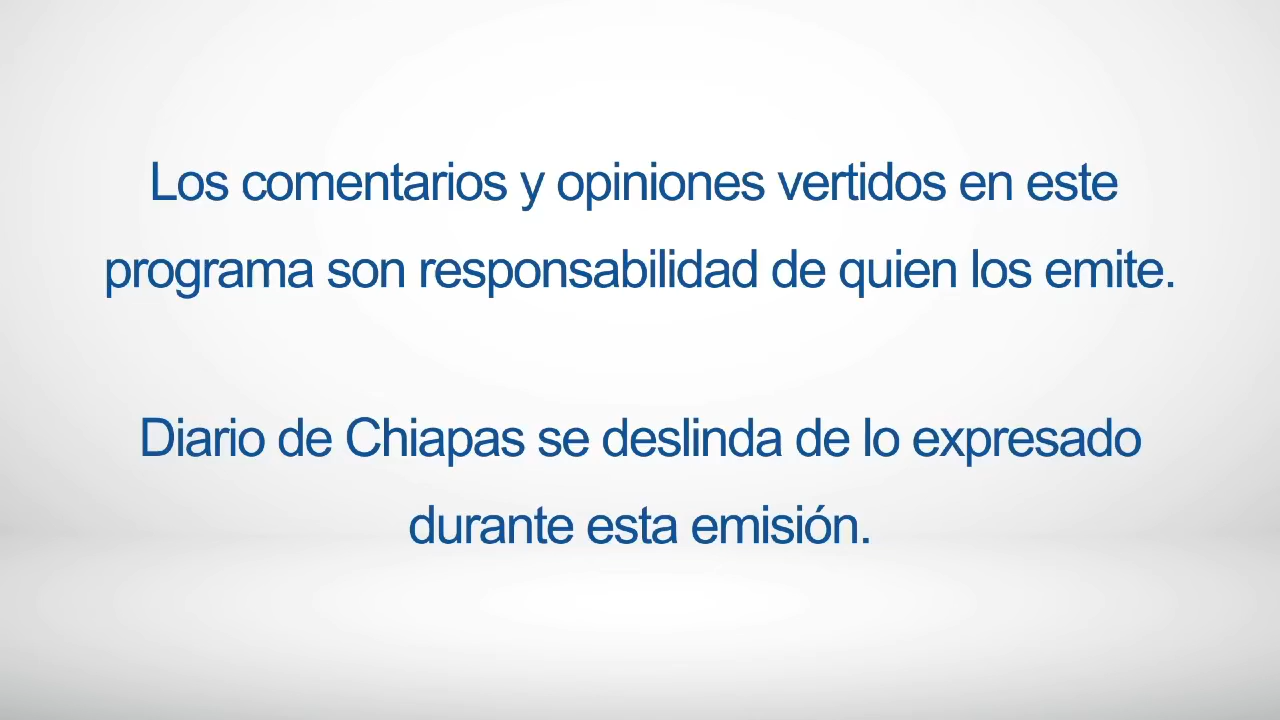 Los comentarios y opiniones vertidos en este
programa son responsabilidad de quien los emite.
Diario de Chiapas se deslinda de lo expresado
durante esta emisión.